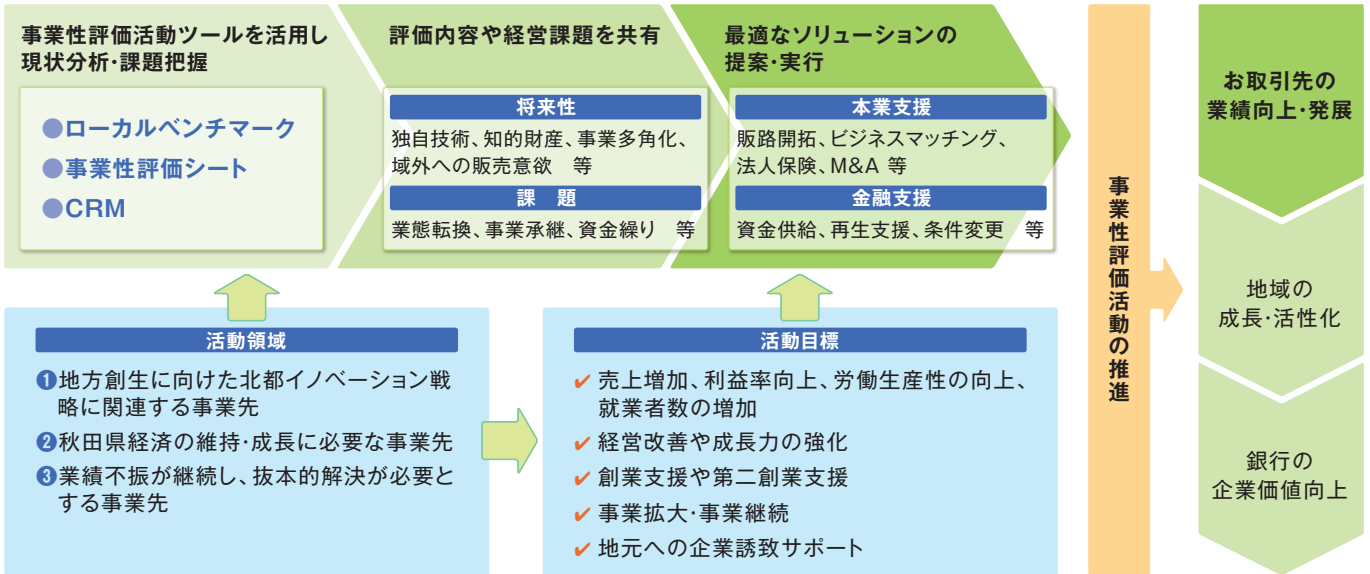 事業性評価活動ツールを活用し
現状分析・課題把握
●ローカルベンチマーク
●事業性評価シート
●CRM
評価内容や経営課題を共有
将来性
独自技術、知的財産、事業多角化、
域外への販売意欲 等
課 題
業態転換、事業承継、資金繰り 等
最適なソリューションの
提案・実行
本業支援
販路開拓、ビジネスマッチング、
法人保険、M&A 等
金融支援
資金供給、再生支援、条件変更 等
活動領域
❶地方創生に向けた北都イノベーション戦
略に関連する事業先
❷秋田県経済の維持・成長に必要な事業先
❸業績不振が継続し、抜本的解決が必要と
する事業先
活動目標
✔ 売上増加、利益率向上、労働生産性の向上、
就業者数の増加
✔ 経営改善や成長力の強化
✔ 創業支援や第二創業支援
✔ 事業拡大・事業継続
✔ 地元への企業誘致サポート
事業性評価活動の推進
お取引先の
業績向上・発展
地域の
成長・活性化
銀行の
企業価値向上